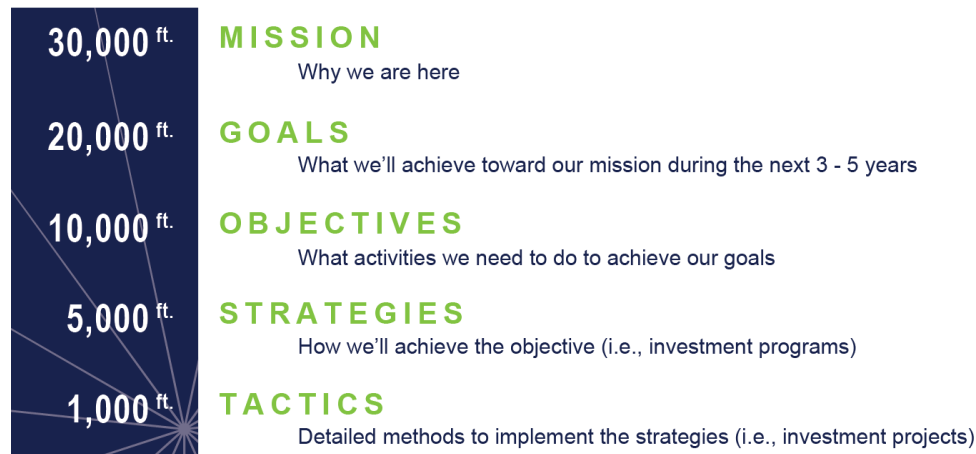 30,000 ft. MISSION
Why we are here
20,000 ft. GOALS
What we’ll achieve toward our mission during the next 3 - 5 years
10,000 ft. OBJECTIVES
What activities we need to do to achieve our goals
5,000 ft. STRATEGIES
How we’ll achieve the objective (i.e., investment programs)
1,000 ft. TACTICS
Detailed methods to implement the strategies (i.e., investment projects)